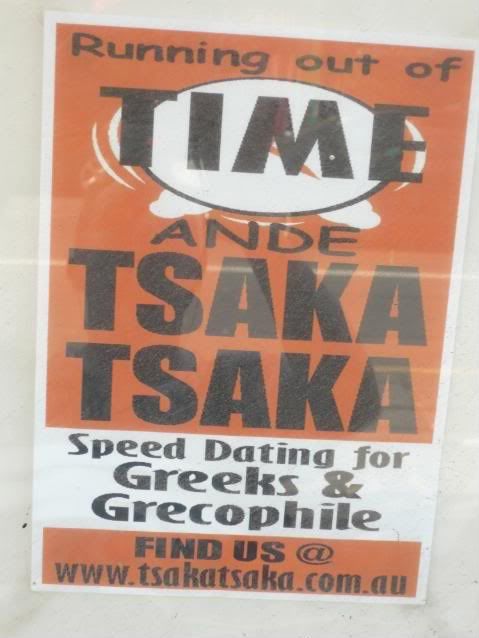 Running out of
TIME
ANDE
TSAKA
TSAKA
Speed Dating for
Greeks &
Grecophile
FIND US @
www.tsakatsaka.com.au